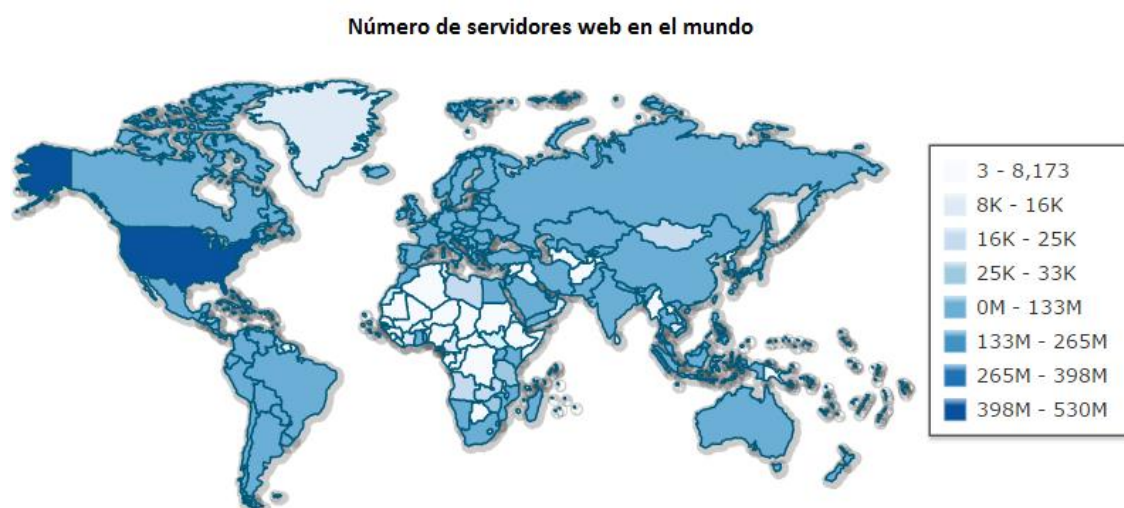 Número de servidores web en el mundo
3 - 8,173
8K - 16K
16K - 25K
25K - 33K
0M - 133M
133M - 265M
265M - 398M
398M - 530M